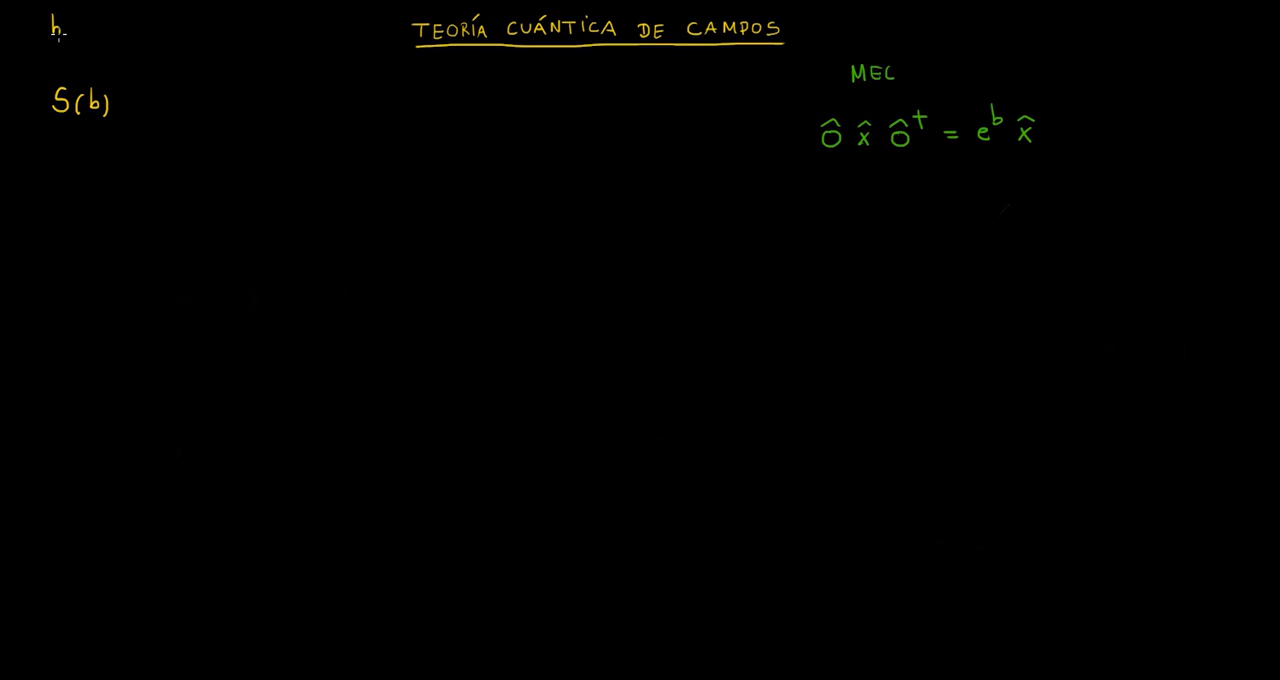 h
TEORÍA CUÁNTICA DE CAMPOS
MEC
S(b)
Ô x̂ Ô† = e^b x̂